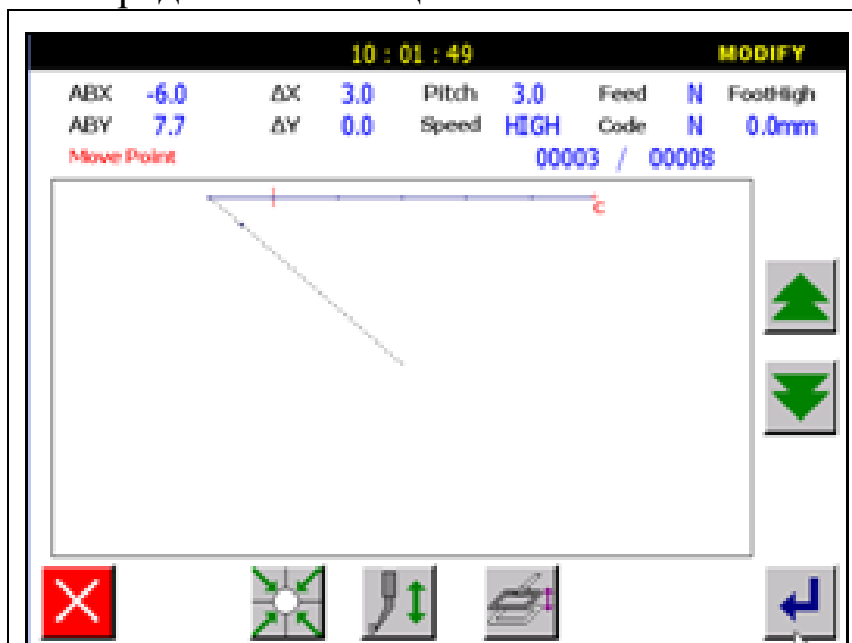 10 : 01 : 49 MODIFY
ABX -6.0 ΔX 3.0 Pitch 3.0 Feed N FootHigh
ABY 7.7 ΔY 0.0 Speed HIGH Code N 0.0mm
Move Point 00003 / 00008
C